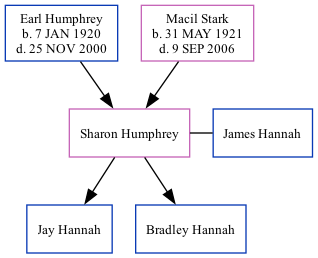 Earl Humphrey
b. 7 JAN 1920
d. 25 NOV 2000
Macil Stark
b. 31 MAY 1921
d. 9 SEP 2006
Sharon Humphrey
James Hannah
Jay Hannah
Bradley Hannah